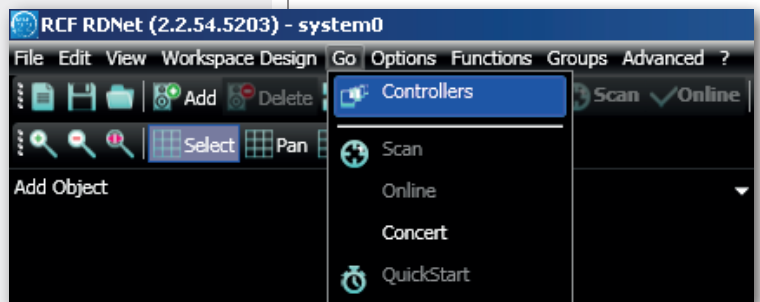 RCF RDNet (2.2.54.5203) - system0
File Edit View Workspace Design Go Options Functions Groups Advanced ?
Add Delete Scan Online
Select Pan
Controllers
Add Object
Scan
Online
Concert
QuickStart